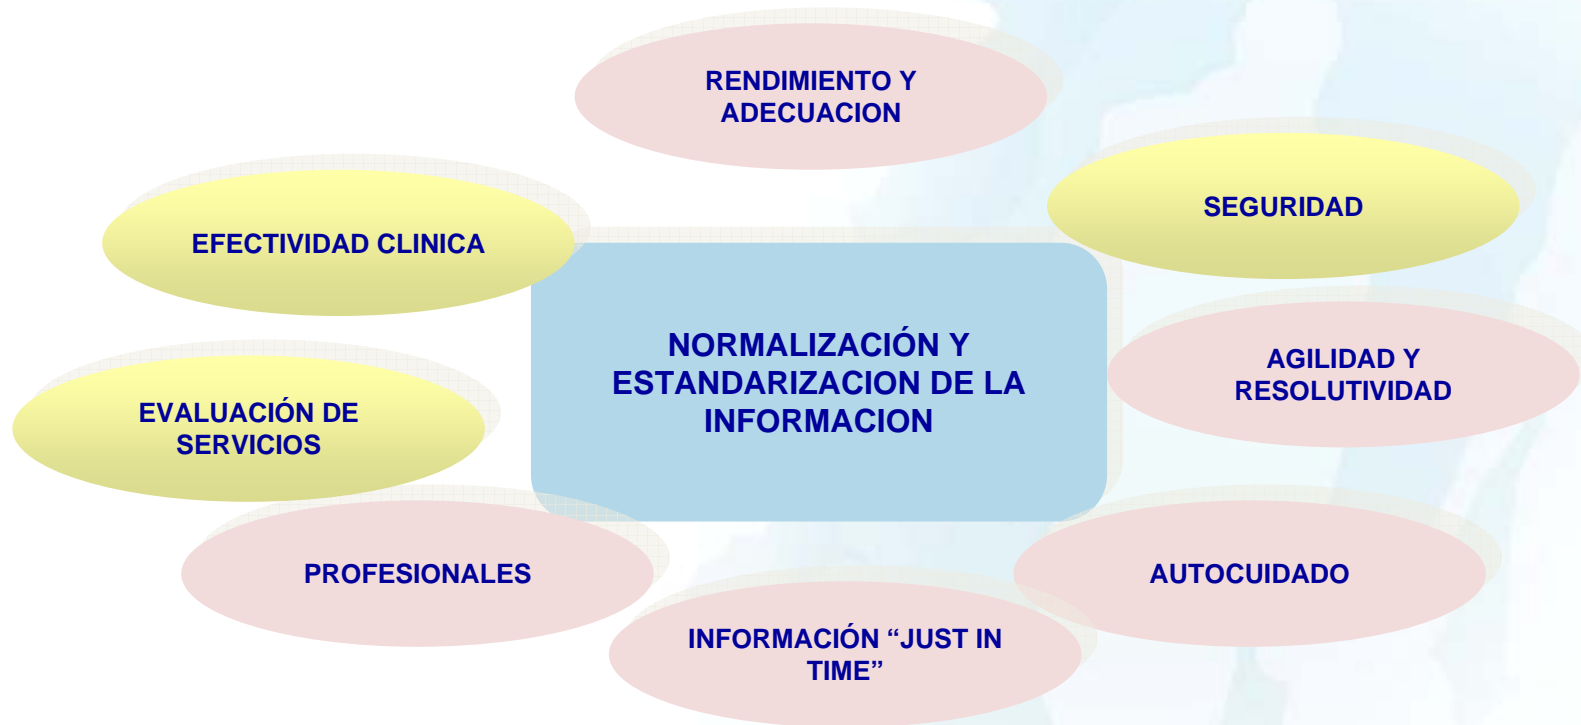 RENDIMIENTO Y
ADECUACION
SEGURIDAD
EFECTIVIDAD CLINICA
NORMALIZACIÓN Y
ESTANDARIZACION DE LA
INFORMACION
AGILIDAD Y
RESOLUTIVIDAD
EVALUACIÓN DE
SERVICIOS
PROFESIONALES
AUTOCUIDADO
INFORMACIÓN “JUST IN
TIME”